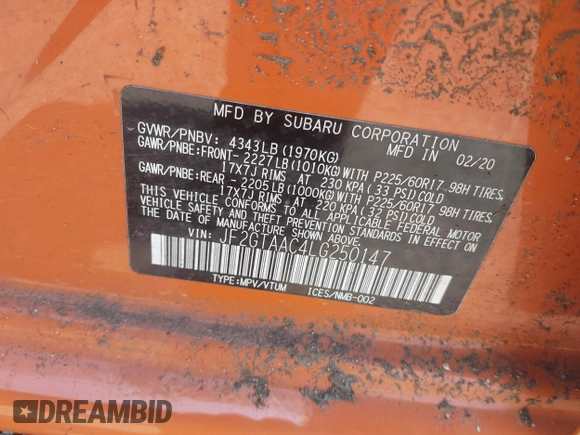 MFD BY SUBARU CORPORATION
GVWR/PNBV: 4343LB(1970KG) MFD IN 02/20
GAWR/PNBE:FRONT-2227LB(1010KG)WITH P225/60R17 98H TIRES,
17X7J RIMS AT 230 KPA(33 PSI)COLD
GAWR/PNBE:REAR -2205LB(1000KG)WITH P225/60R17 98H TIRES,
17X7J RIMS AT 220 KPA(32 PSI)COLD
THIS VEHICLE CONFORMS TO ALL APPLICABLE FEDERAL MOTOR
VEHICLE SAFETY AND THEFT PREVENTION STANDARDS IN EFFECT ON
THE DATE OF MANUFACTURE SHOWN ABOVE.
VIN: JF2GTAAC4LG250147
TYPE:MPV/VTUM ICES/NMB-002
DREAMBID